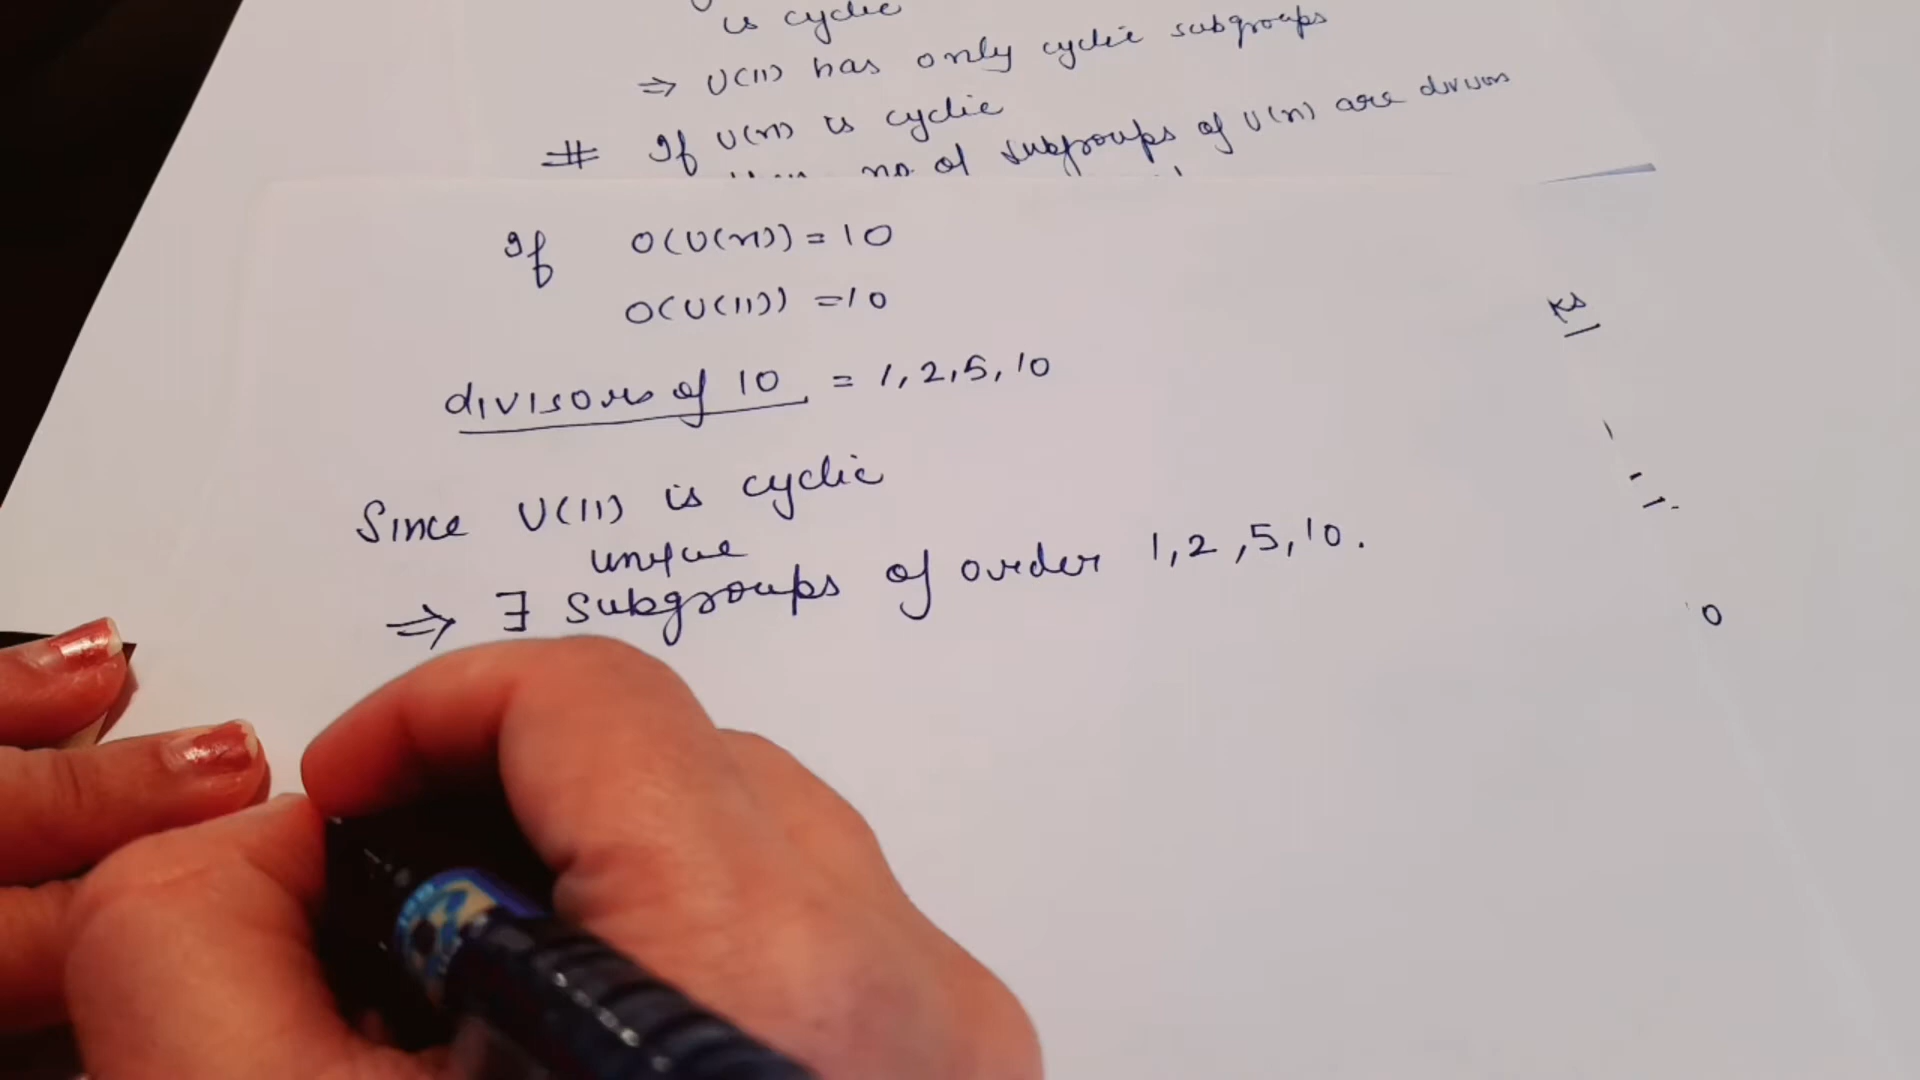 is cyclic
⇒ U(11) has only cyclic subgroups
# If U(n) is cyclic
no. of subgroups of U(n) are
If O(U(n)) = 10
O(U(11)) = 10
divisors of 10 = 1, 2, 5, 10
Since U(11) is cyclic
unique
⇒ ∃ subgroups of order 1, 2, 5, 10.